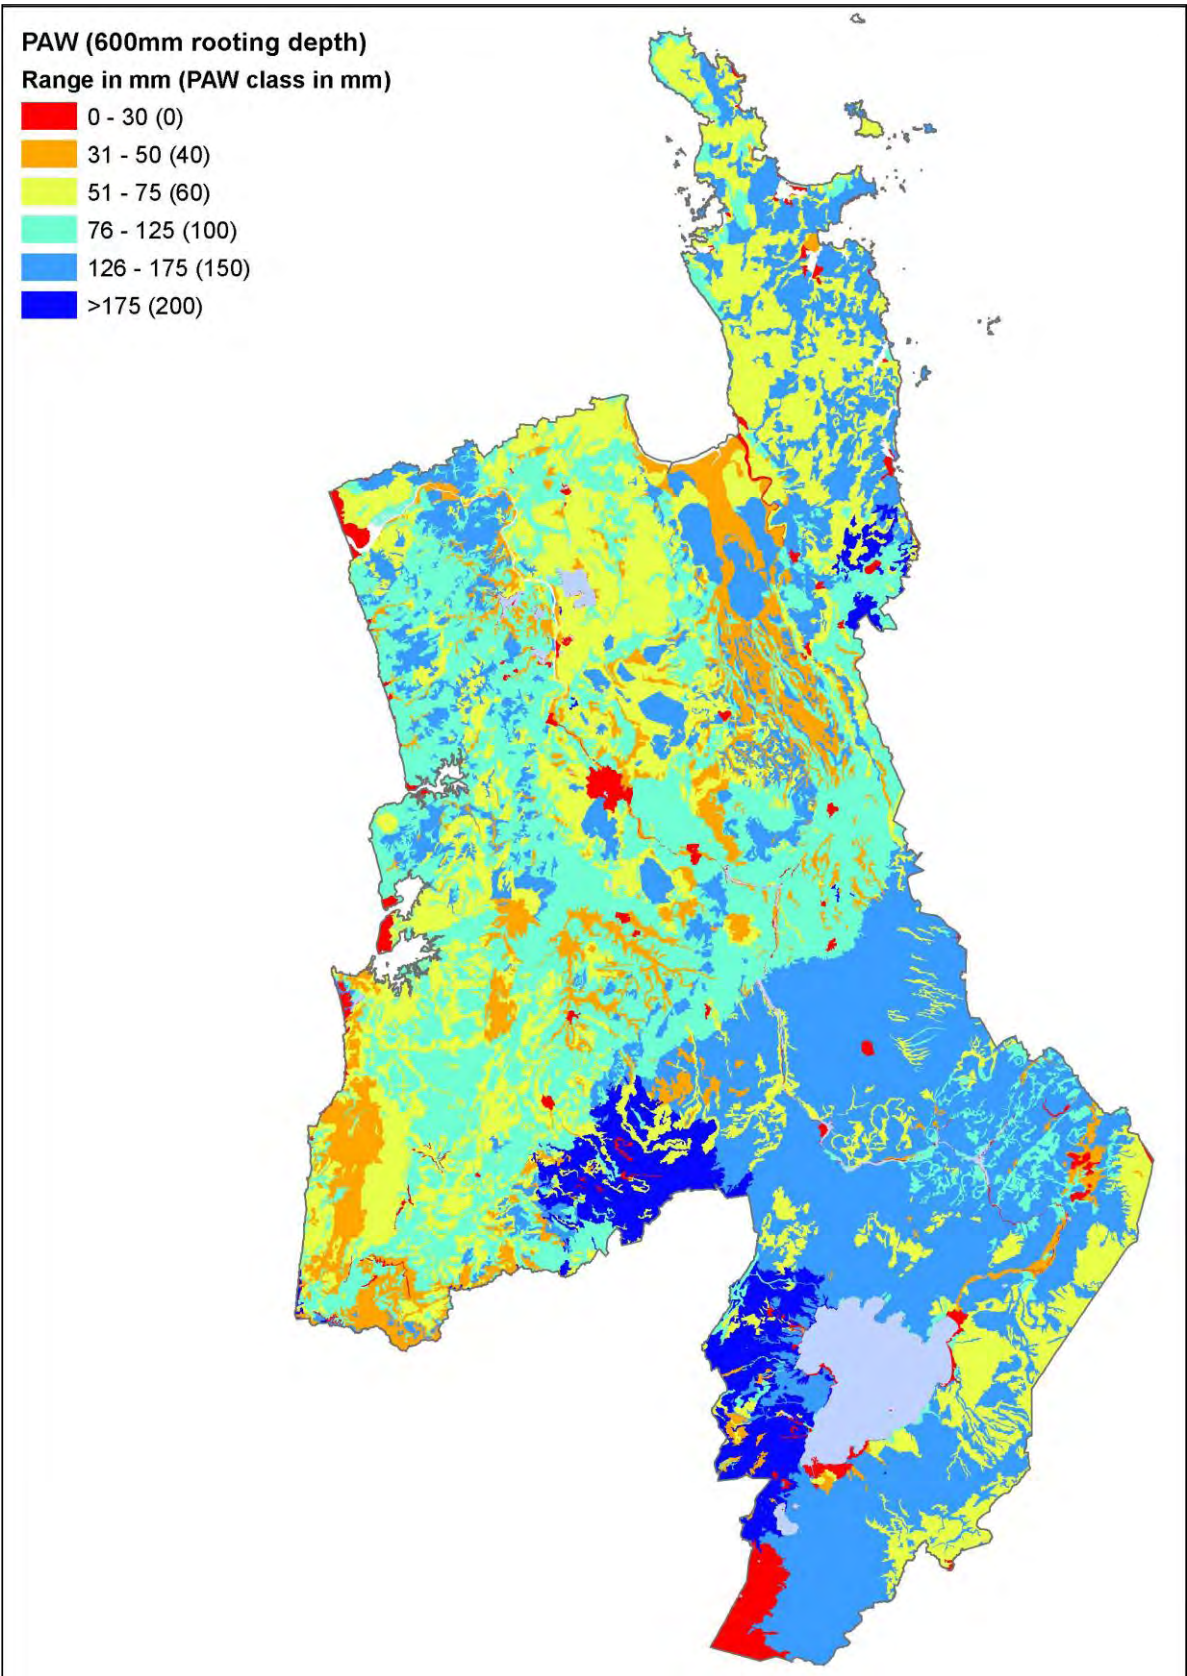 PAW (600mm rooting depth)
Range in mm (PAW class in mm)
0 - 30 (0)
31 - 50 (40)
51 - 75 (60)
76 - 125 (100)
126 - 175 (150)
>175 (200)